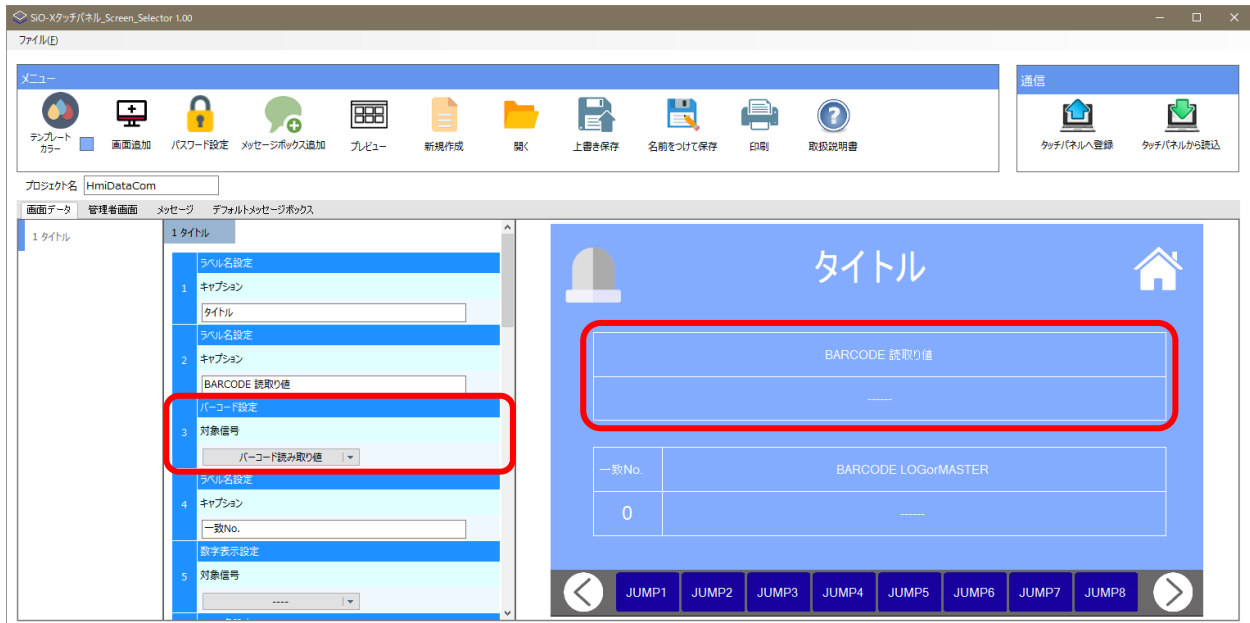 SiO-Xタッチパネル_Screen_Selector 1.00
ファイル(F)
メニュー
通信
テンプレート
カラー
画面追加
パスワード設定
メッセージボックス追加
プレビュー
新規作成
開く
上書き保存
名前をつけて保存
印刷
取扱説明書
タッチパネルへ登録
タッチパネルから読込
プロジェクト名 HmiDataCom
画面データ 管理者画面 メッセージ デフォルトメッセージボックス
1 タイトル
1 タイトル
ラベル名設定
1 キャプション
タイトル
ラベル名設定
2 キャプション
BARCODE 読取り値
バーコード設定
3 対象信号
バーコード読み取り値
ラベル名設定
4 キャプション
一致No.
数字表示設定
5 対象信号
----
タイトル
BARCODE 読取り値
------
一致No. BARCODE LOGorMASTER
0 ------
JUMP1 JUMP2 JUMP3 JUMP4 JUMP5 JUMP6 JUMP7 JUMP8